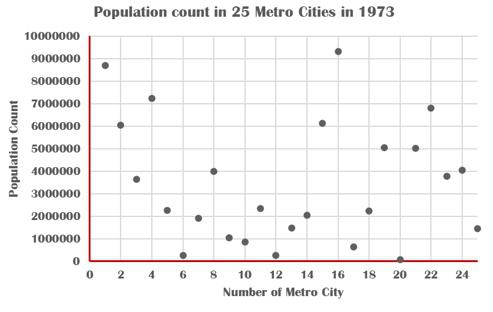 Population count in 25 Metro Cities in 1973
10000000
9000000
8000000
7000000
6000000
5000000
4000000
3000000
2000000
1000000
0
Population Count
0 2 4 6 8 10 12 14 16 18 20 22 24
Number of Metro City